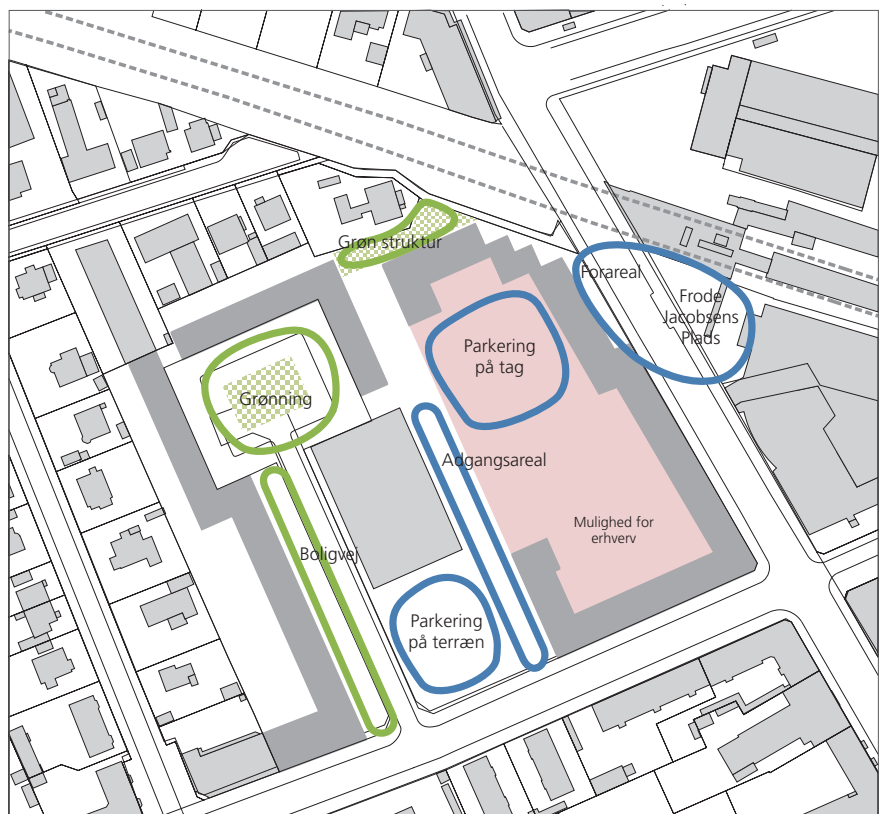 Grøn struktur
Forareal
Frode
Jacobsens
Plads
Parkering
på tag
Grønning
Adgangsareal
Mulighed for
erhverv
Boligvej
Parkering
på terræn